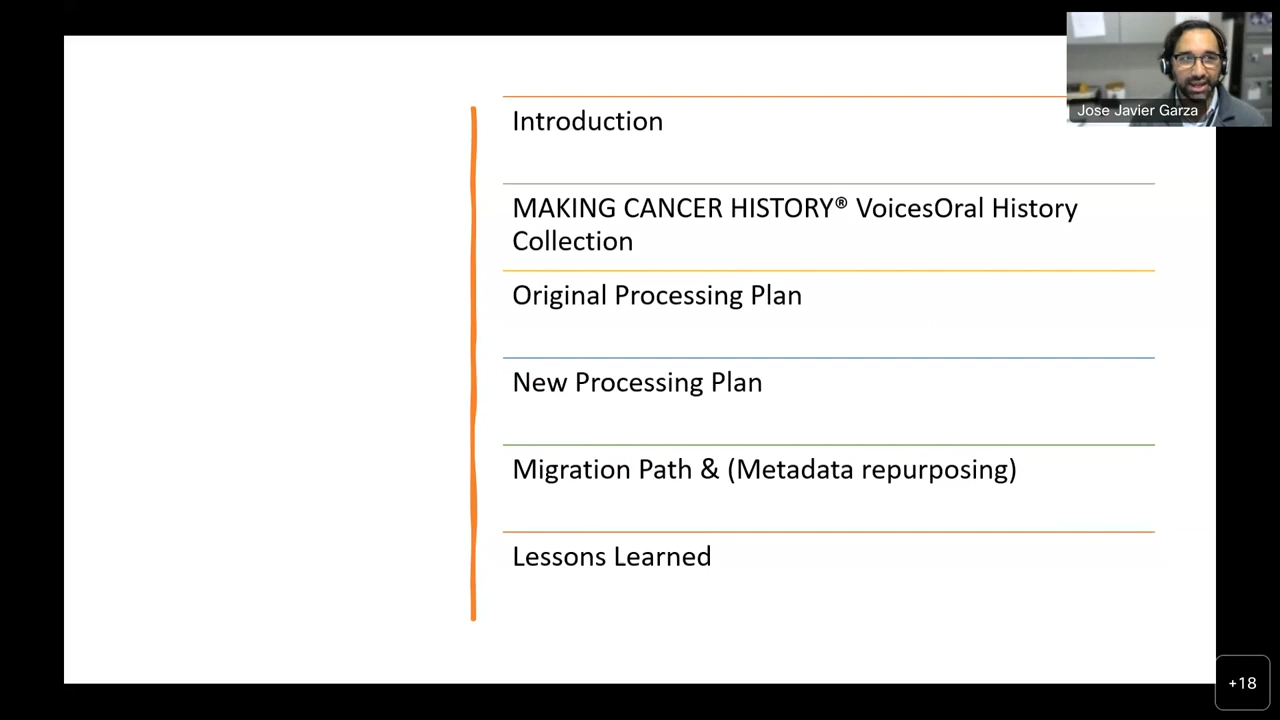 Jose Javier Garza
Introduction
MAKING CANCER HISTORY® VoicesOral History
Collection
Original Processing Plan
New Processing Plan
Migration Path & (Metadata repurposing)
Lessons Learned
+18